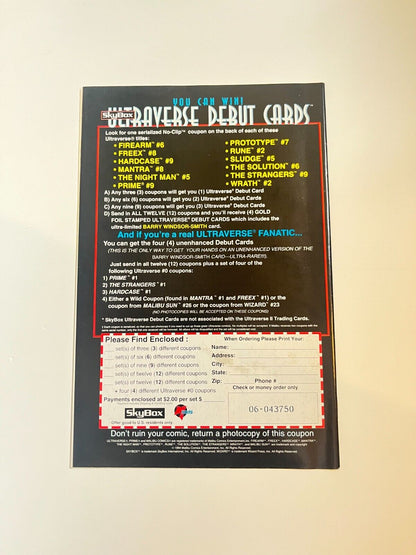 YOU CAN WIN!
SkyBox
ULTRAVERSE DEBUT CARDS™
Look for one serialized No-Clip™ coupon on the back of each of these
Ultraverse® titles:
• FIREARM™ #6
• FREEX™ #8
• HARDCASE™ #9
• MANTRA™ #8
• THE NIGHT MAN™ #5
• PRIME® #9
• PROTOTYPE™ #7
• RUNE™ #2
• SLUDGE™ #5
• THE SOLUTION™ #6
• THE STRANGERS™ #9
• WRATH™ #2
A) Any three (3) coupons will get you (1) Ultraverse® Debut Card
B) Any six (6) coupons will get you (2) Ultraverse® Debut Cards
C) Any nine (9) coupons will get you (3) Ultraverse® Debut Cards
D) Send in ALL TWELVE (12) coupons and you'll receive (4) GOLD
FOIL STAMPED ULTRAVERSE® DEBUT CARDS which includes the
ultra-limited BARRY WINDSOR-SMITH card.
And if you're a real ULTRAVERSE® FANATIC...
You can get the four (4) unenhanced Debut Cards
(THIS IS THE ONLY WAY TO GET YOUR HANDS ON AN UNENHANCED VERSION OF THE
BARRY WINDSOR-SMITH CARD—ULTRA-RARE!!!).
Just send in all twelve (12) coupons plus a set of four of the
following Ultraverse #0 coupons:
1) PRIME™ #1
2) THE STRANGERS™ #1
3) HARDCASE™ #1
4) Either a Wild Coupon (found in MANTRA™ #1 and FREEX™ #1) or the
coupon from MALIBU SUN™ #26 or the coupon from WIZARD™ #23
(NO PHOTOCOPIES WILL BE ACCEPTED ON THESE COUPONS)
* SkyBox Ultraverse Debut Cards are not associated with the Ultraverse II Trading Cards.
Please Find Enclosed :
set(s) of three (3) different coupons
set(s) of six (6) different coupons
set(s) of nine (9) different coupons
set(s) of twelve (12) different coupons
set(s) of twelve (12) different coupons
+ four (4) different Ultraverse #0 coupons
Payments enclosed at $2.00 per set $
SkyBox
Offer good to U.S. residents only
When Ordering Please Print Your:
Name:
Address:
City:
State:
Zip:
Phone #
Check or money order only
06-043750
Don't ruin your comic, return a photocopy of this coupon